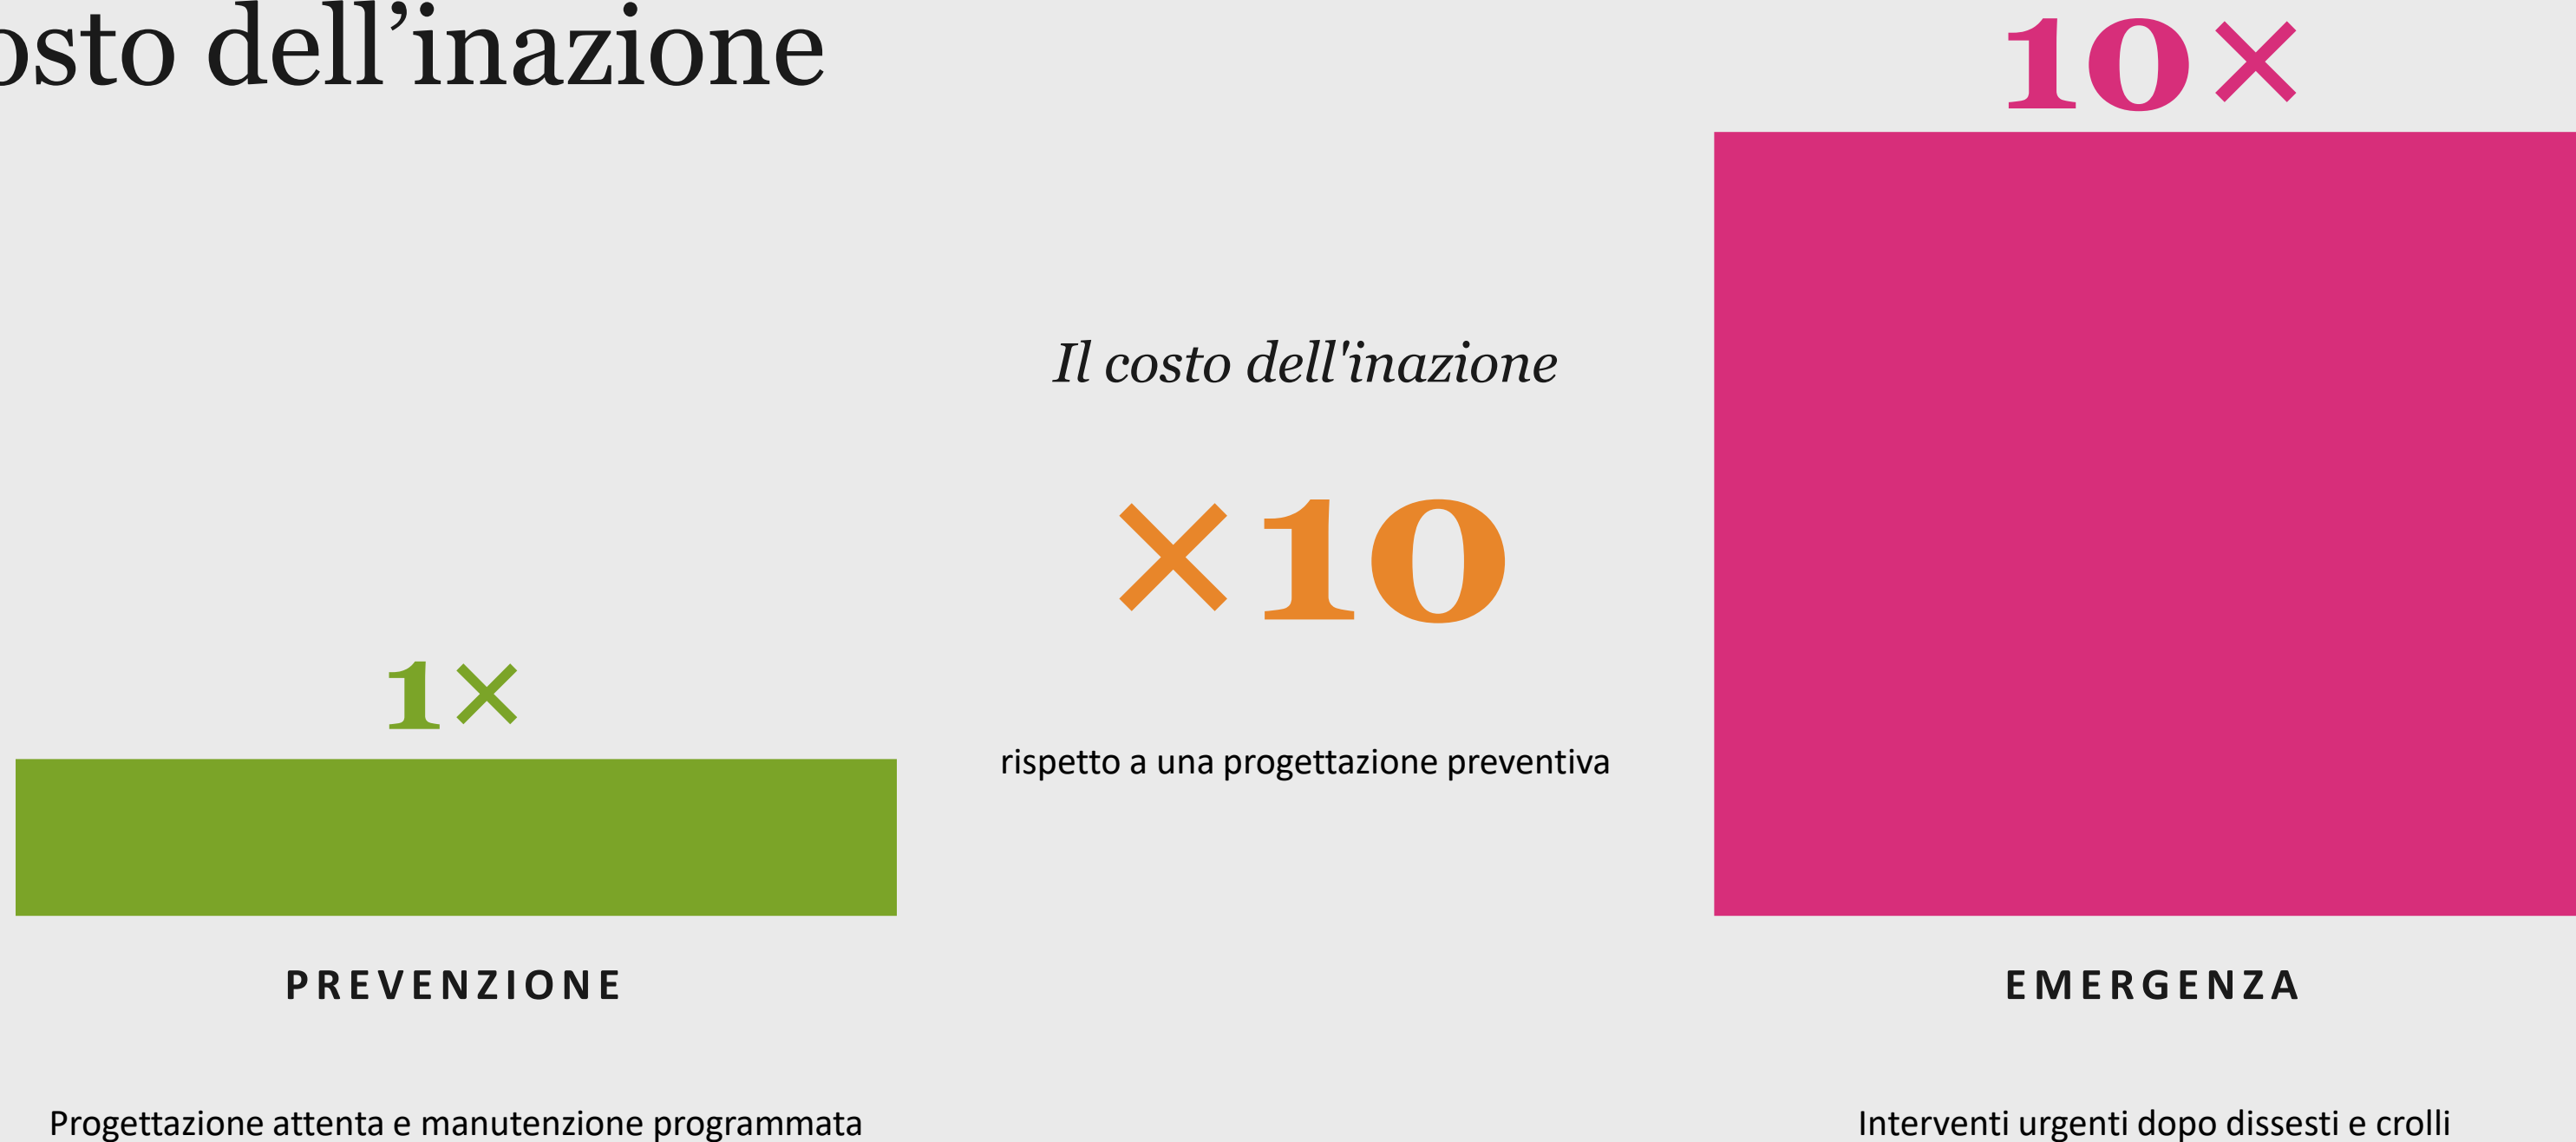 osto dell’inazione
10×
Il costo dell'inazione
×10
1×
rispetto a una progettazione preventiva
PREVENZIONE
EMERGENZA
Progettazione attenta e manutenzione programmata
Interventi urgenti dopo dissesti e crolli